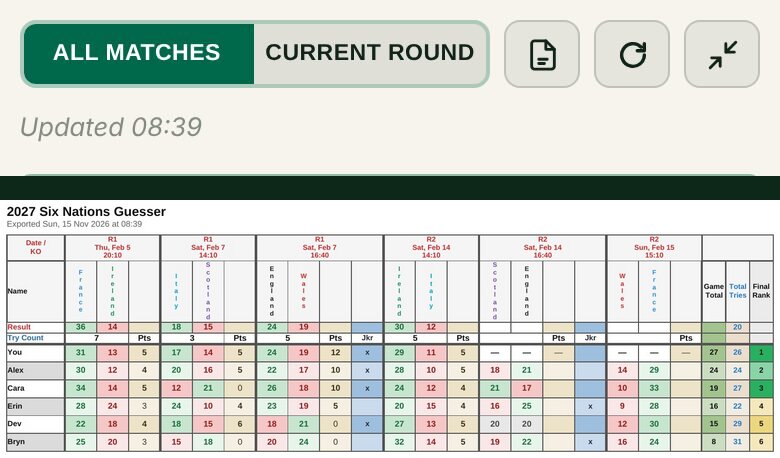 ALL MATCHES CURRENT ROUND
Updated 08:39
2027 Six Nations Guesser
Exported Sun, 15 Nov 2026 at 08:39
Date / KO R1 Thu, Feb 5 20:10 R1 Sat, Feb 7 14:10 R1 Sat, Feb 7 16:40 R2 Sat, Feb 14 14:10 R2 Sat, Feb 14 16:40 R2 Sun, Feb 15 15:10
Name France Ireland Italy Scotland England Wales Ireland Italy Scotland England Wales France Game Total Total Tries Final Rank
Result 36 14 18 15 24 19 30 12 20
Try Count 7 Pts 3 Pts 5 Pts Jkr 5 Pts Pts Jkr Pts
You 31 13 5 17 14 5 24 19 12 x 29 11 5 — — — — — — 27 26 1
Alex 30 12 4 20 16 5 22 17 10 x 28 10 5 18 21 14 29 24 24 2
Cara 34 14 5 12 21 0 26 18 10 x 24 12 4 21 17 10 33 19 27 3
Erin 28 24 3 24 10 4 23 19 5 20 15 4 16 25 x 9 28 16 22 4
Dev 22 18 4 22 18 6 18 21 0 x 27 13 5 20 20 12 30 15 29 5
Bryn 25 20 3 15 18 0 20 24 0 32 14 5 19 22 x 16 24 8 31 6